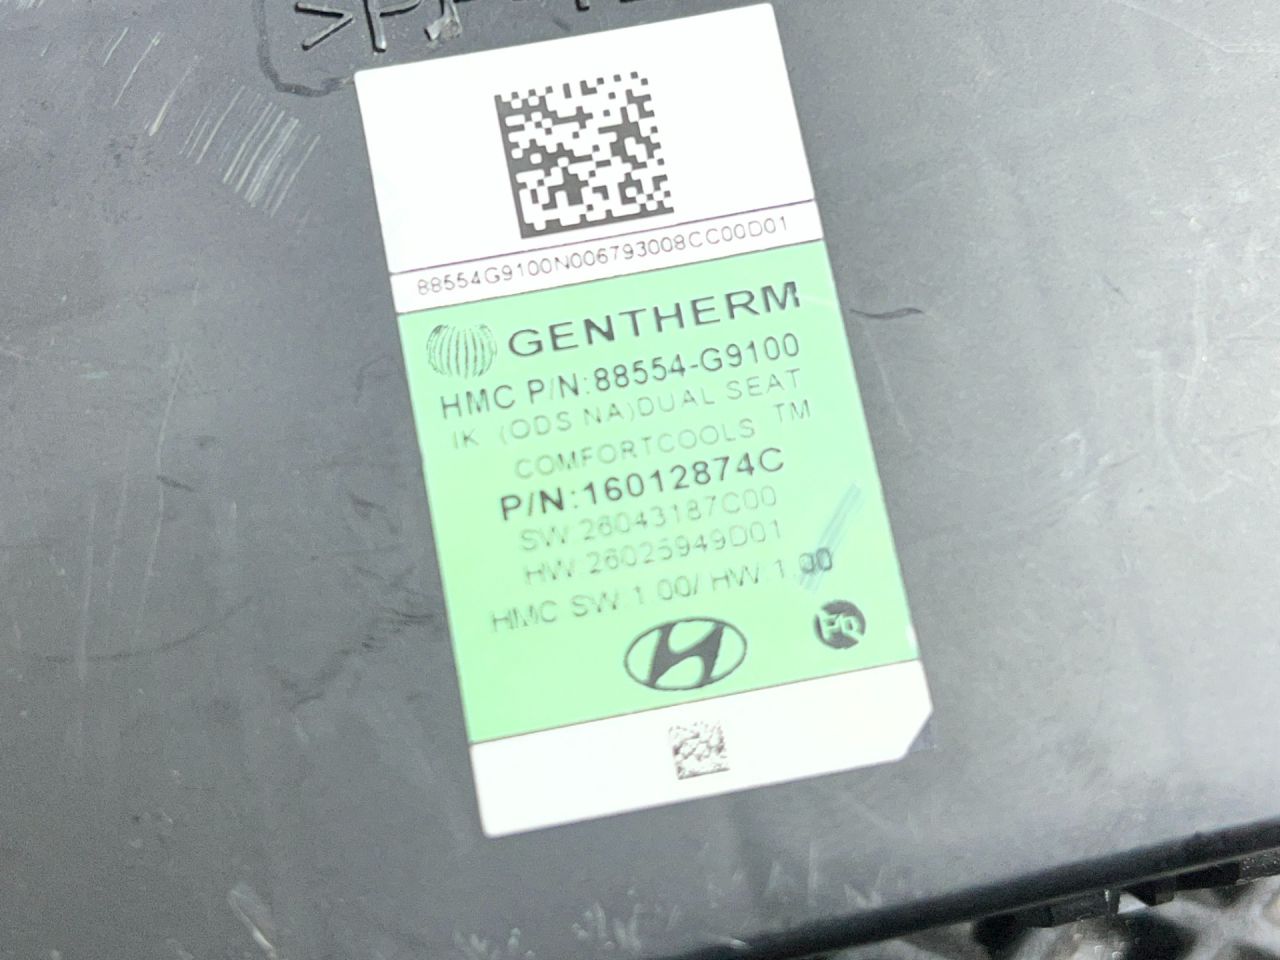 88554G9100N006793008CC00D01
GENTHERM
HMC P/N:88554-G9100
IK (ODS NA)DUAL SEAT
COMFORTCOOLS TM
P/N:16012874C
SW:26043187C00
HW:26025949D01
HMC SW:1.00/ HW:1.00